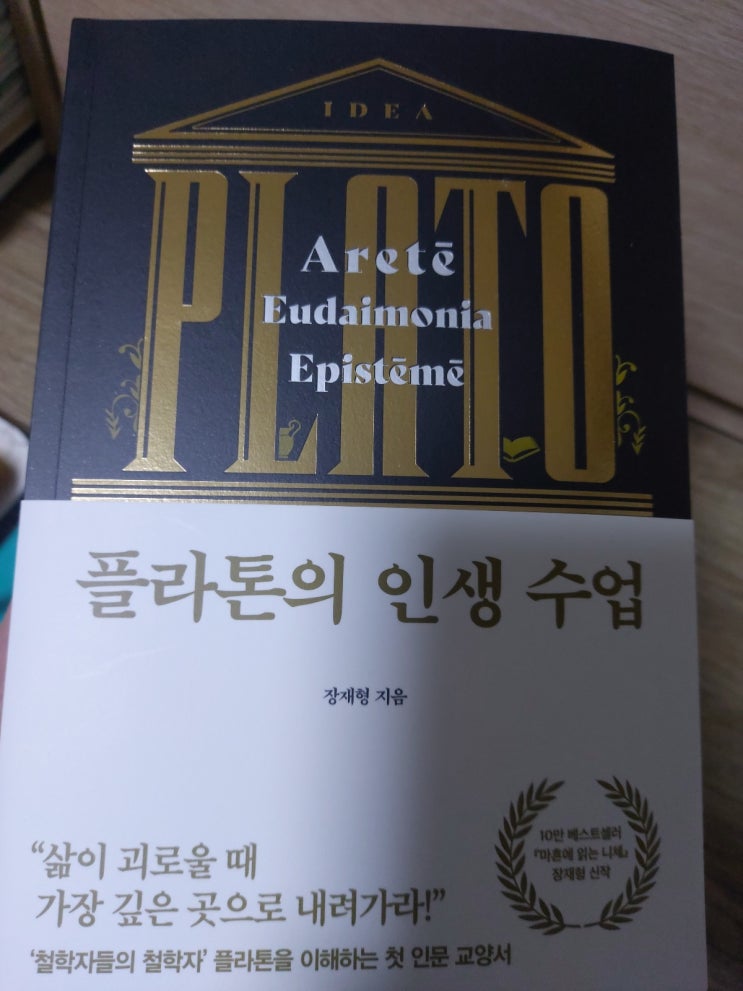 IDEA
PLATO
Aretē
Eudaimonia
Epistēmē
플라톤의 인생 수업
장재형 지음
“삶이 괴로울 때
가장 깊은 곳으로 내려가라!”
‘철학자들의 철학자’ 플라톤을 이해하는 첫 인문 교양서
10만 베스트셀러
『마흔에 읽는 니체』
장재형 신작